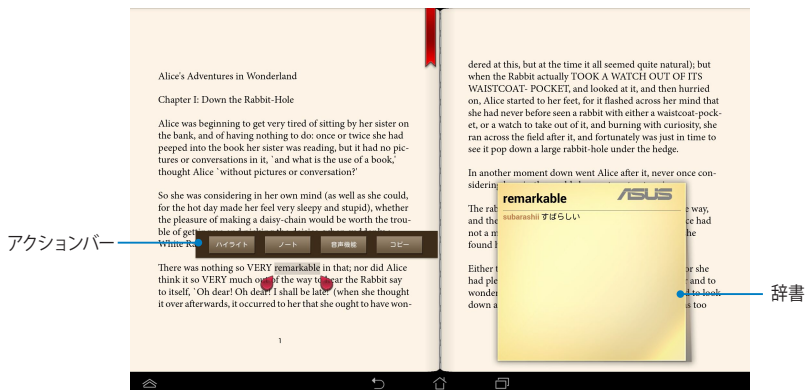 Alice's Adventures in Wonderland
Chapter I: Down the Rabbit-Hole
Alice was beginning to get very tired of sitting by her sister on
the bank, and of having nothing to do: once or twice she had
peeped into the book her sister was reading, but it had no pic-
tures or conversations in it, `and what is the use of a book,'
thought Alice `without pictures or conversation?'
So she was considering in her own mind (as well as she could,
for the hot day made her feel very sleepy and stupid), whether
the pleasure of making a daisy-chain would be worth the trou-
ble of
White Ra
ハイライト
ノート
音声機能
コピー
アクションバー
There was nothing so VERY remarkable in that; nor did Alice
think it so VERY much out of the way to hear the Rabbit say
to itself, `Oh dear! Oh dear! I shall be late!' (when she thought
it over afterwards, it occurred to her that she ought to have won-
1
dered at this, but at the time it all seemed quite natural); but
when the Rabbit actually TOOK A WATCH OUT OF ITS
WAISTCOAT- POCKET, and looked at it, and then hurried
on, Alice started to her feet, for it flashed across her mind that
she had never before seen a rabbit with either a waistcoat-pock-
et, or a watch to take out of it, and burning with curiosity, she
ran across the field after it, and fortunately was just in time to
see it pop down a large rabbit-hole under the hedge.
In another moment down went Alice after it, never once con-
sidering
The rab way,
and the ce had
not a m he
found h
Either t or she
had ple r and to
wonder d to look
down a s too
remarkable
ASUS
subarashii すばらしい
辞書